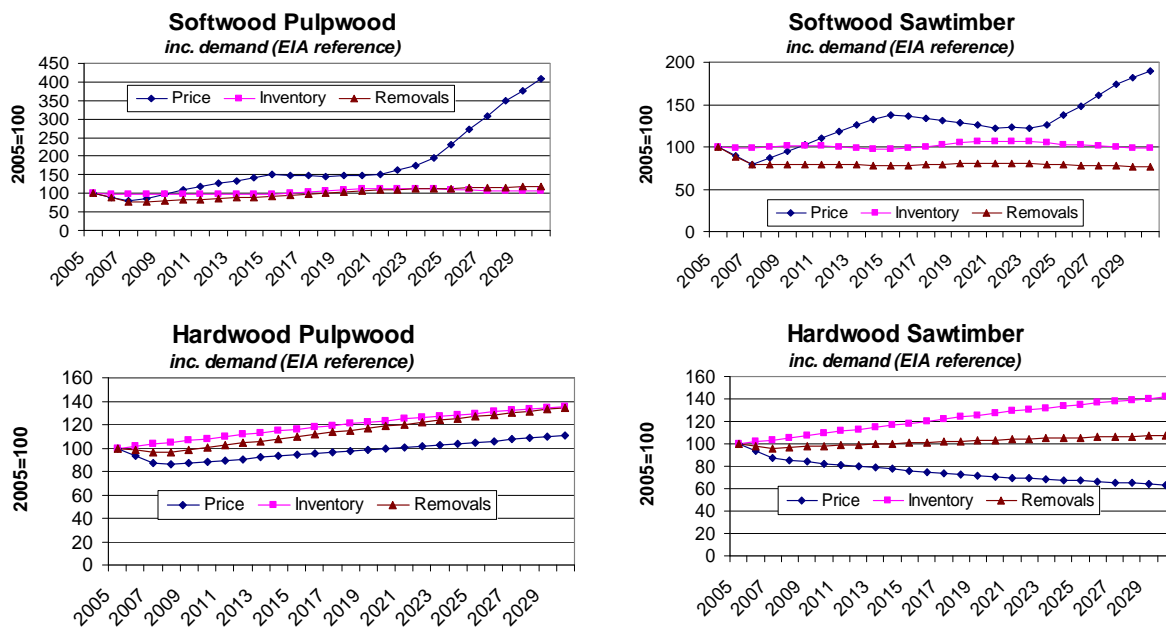 Softwood Pulpwood
inc. demand (EIA reference)
2005=100
450
400
350
300
250
200
150
100
50
0
Price Inventory Removals
2005 2007 2009 2011 2013 2015 2017 2019 2021 2023 2025 2027 2029
Softwood Sawtimber
inc. demand (EIA reference)
2005=100
200
150
100
50
0
Price Inventory Removals
2005 2007 2009 2011 2013 2015 2017 2019 2021 2023 2025 2027 2029
Hardwood Pulpwood
inc. demand (EIA reference)
2005=100
160
140
120
100
80
60
40
20
0
Price Inventory Removals
2005 2007 2009 2011 2013 2015 2017 2019 2021 2023 2025 2027 2029
Hardwood Sawtimber
inc. demand (EIA reference)
2005=100
160
140
120
100
80
60
40
20
0
Price Inventory Removals
2005 2007 2009 2011 2013 2015 2017 2019 2021 2023 2025 2027 2029